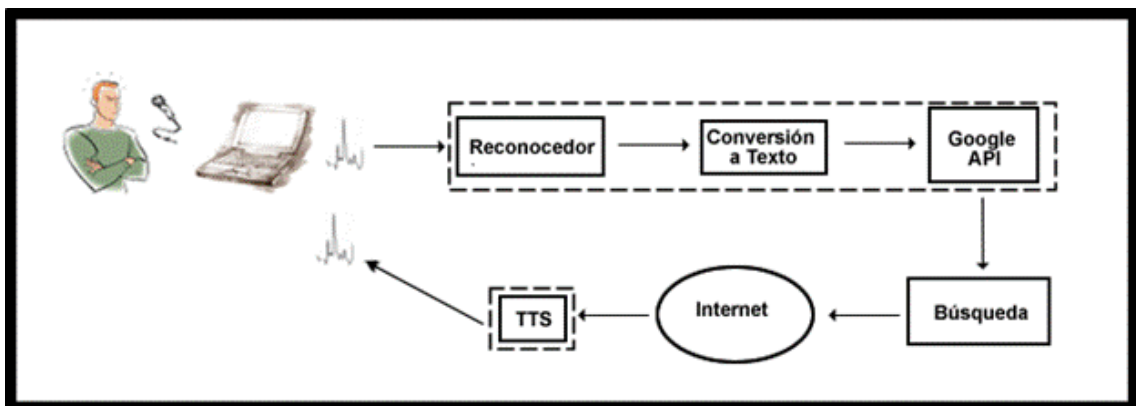 Reconocedor
Conversión
a Texto
Google
API
Búsqueda
Internet
TTS